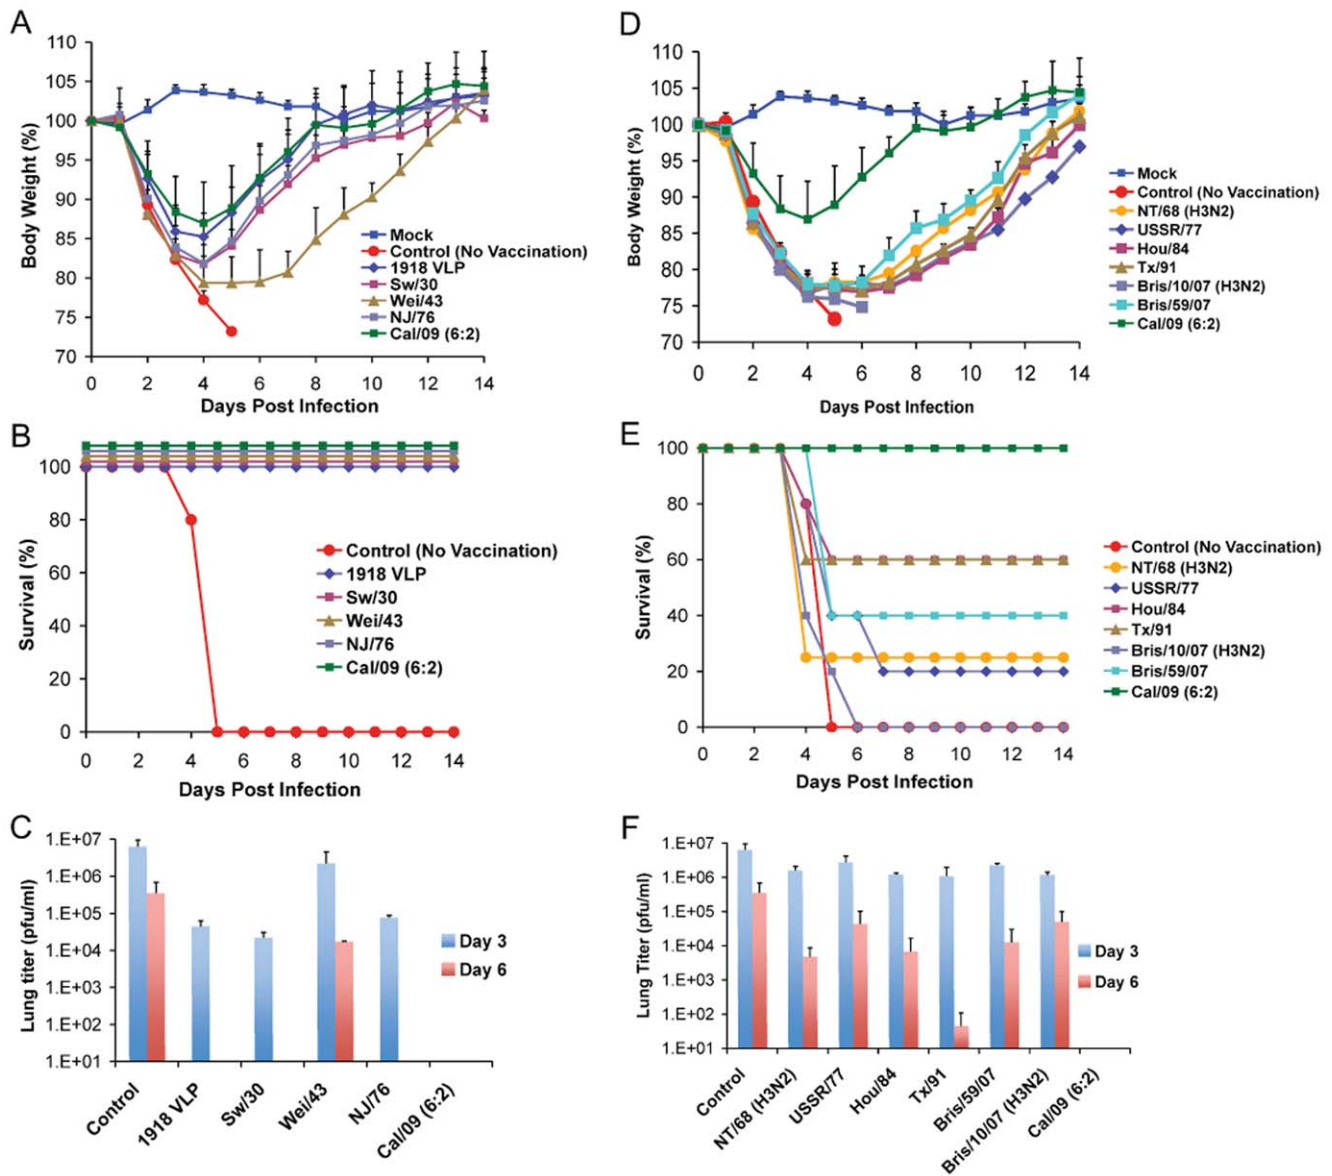 A
110
105
100
95
90
85
80
75
70
Body Weight (%)
0 2 4 6 8 10 12 14
Days Post Infection
Mock
Control (No Vaccination)
1918 VLP
Sw/30
Wei/43
NJ/76
Cal/09 (6:2)
D
110
105
100
95
90
85
80
75
70
Body Weight (%)
0 2 4 6 8 10 12 14
Days Post Infection
Mock
Control (No Vaccination)
NT/68 (H3N2)
USSR/77
Hou/84
Tx/91
Bris/10/07 (H3N2)
Bris/59/07
Cal/09 (6:2)
B
100
80
60
40
20
0
Survival (%)
0 2 4 6 8 10 12 14
Days Post Infection
Control (No Vaccination)
1918 VLP
Sw/30
Wei/43
NJ/76
Cal/09 (6:2)
E
100
80
60
40
20
0
Survival (%)
0 2 4 6 8 10 12 14
Days Post Infection
Control (No Vaccination)
NT/68 (H3N2)
USSR/77
Hou/84
Tx/91
Bris/10/07 (H3N2)
Bris/59/07
Cal/09 (6:2)
C
1.E+07
1.E+06
1.E+05
1.E+04
1.E+03
1.E+02
1.E+01
Lung titer (pfu/ml)
Day 3
Day 6
Control
1918 VLP
Sw/30
Wei/43
NJ/76
Cal/09 (6:2)
F
1.E+07
1.E+06
1.E+05
1.E+04
1.E+03
1.E+02
1.E+01
Lung Titer (pfu/ml)
Day 3
Day 6
Control
NT/68 (H3N2)
USSR/77
Hou/84
Tx/91
Bris/59/07
Bris/10/07 (H3N2)
Cal/09 (6:2)